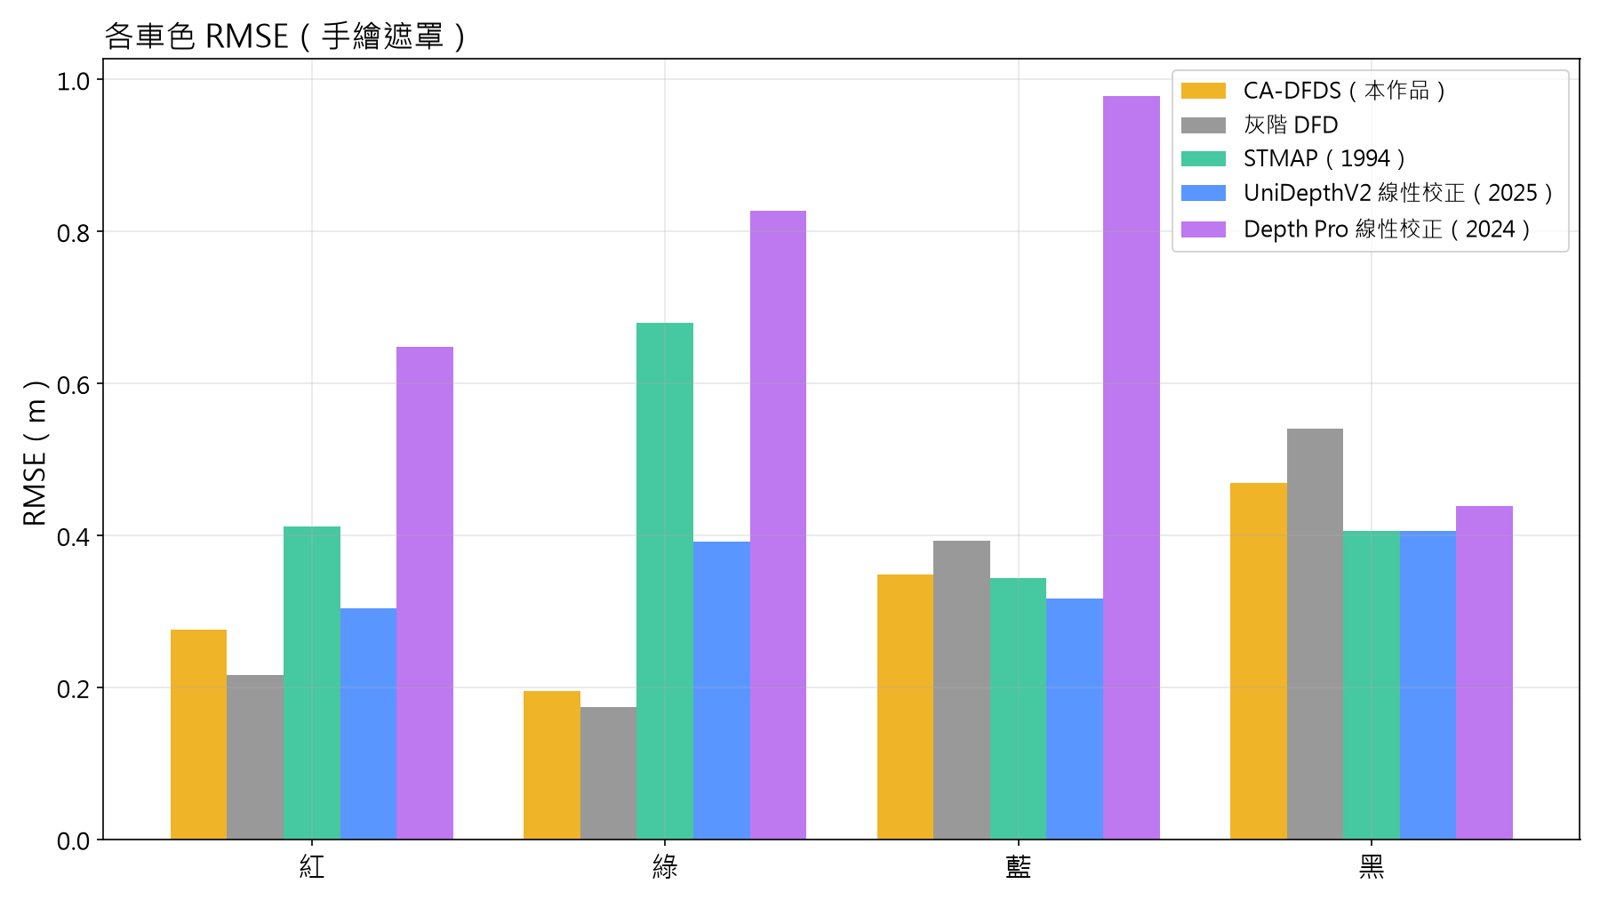 各車色 RMSE（手繪遮罩）
1.0
0.8
0.6
0.4
0.2
0.0
RMSE（m）
CA-DFDS（本作品）
灰階 DFD
STMAP（1994）
UniDepthV2 線性校正（2025）
Depth Pro 線性校正（2024）
紅
綠
藍
黑